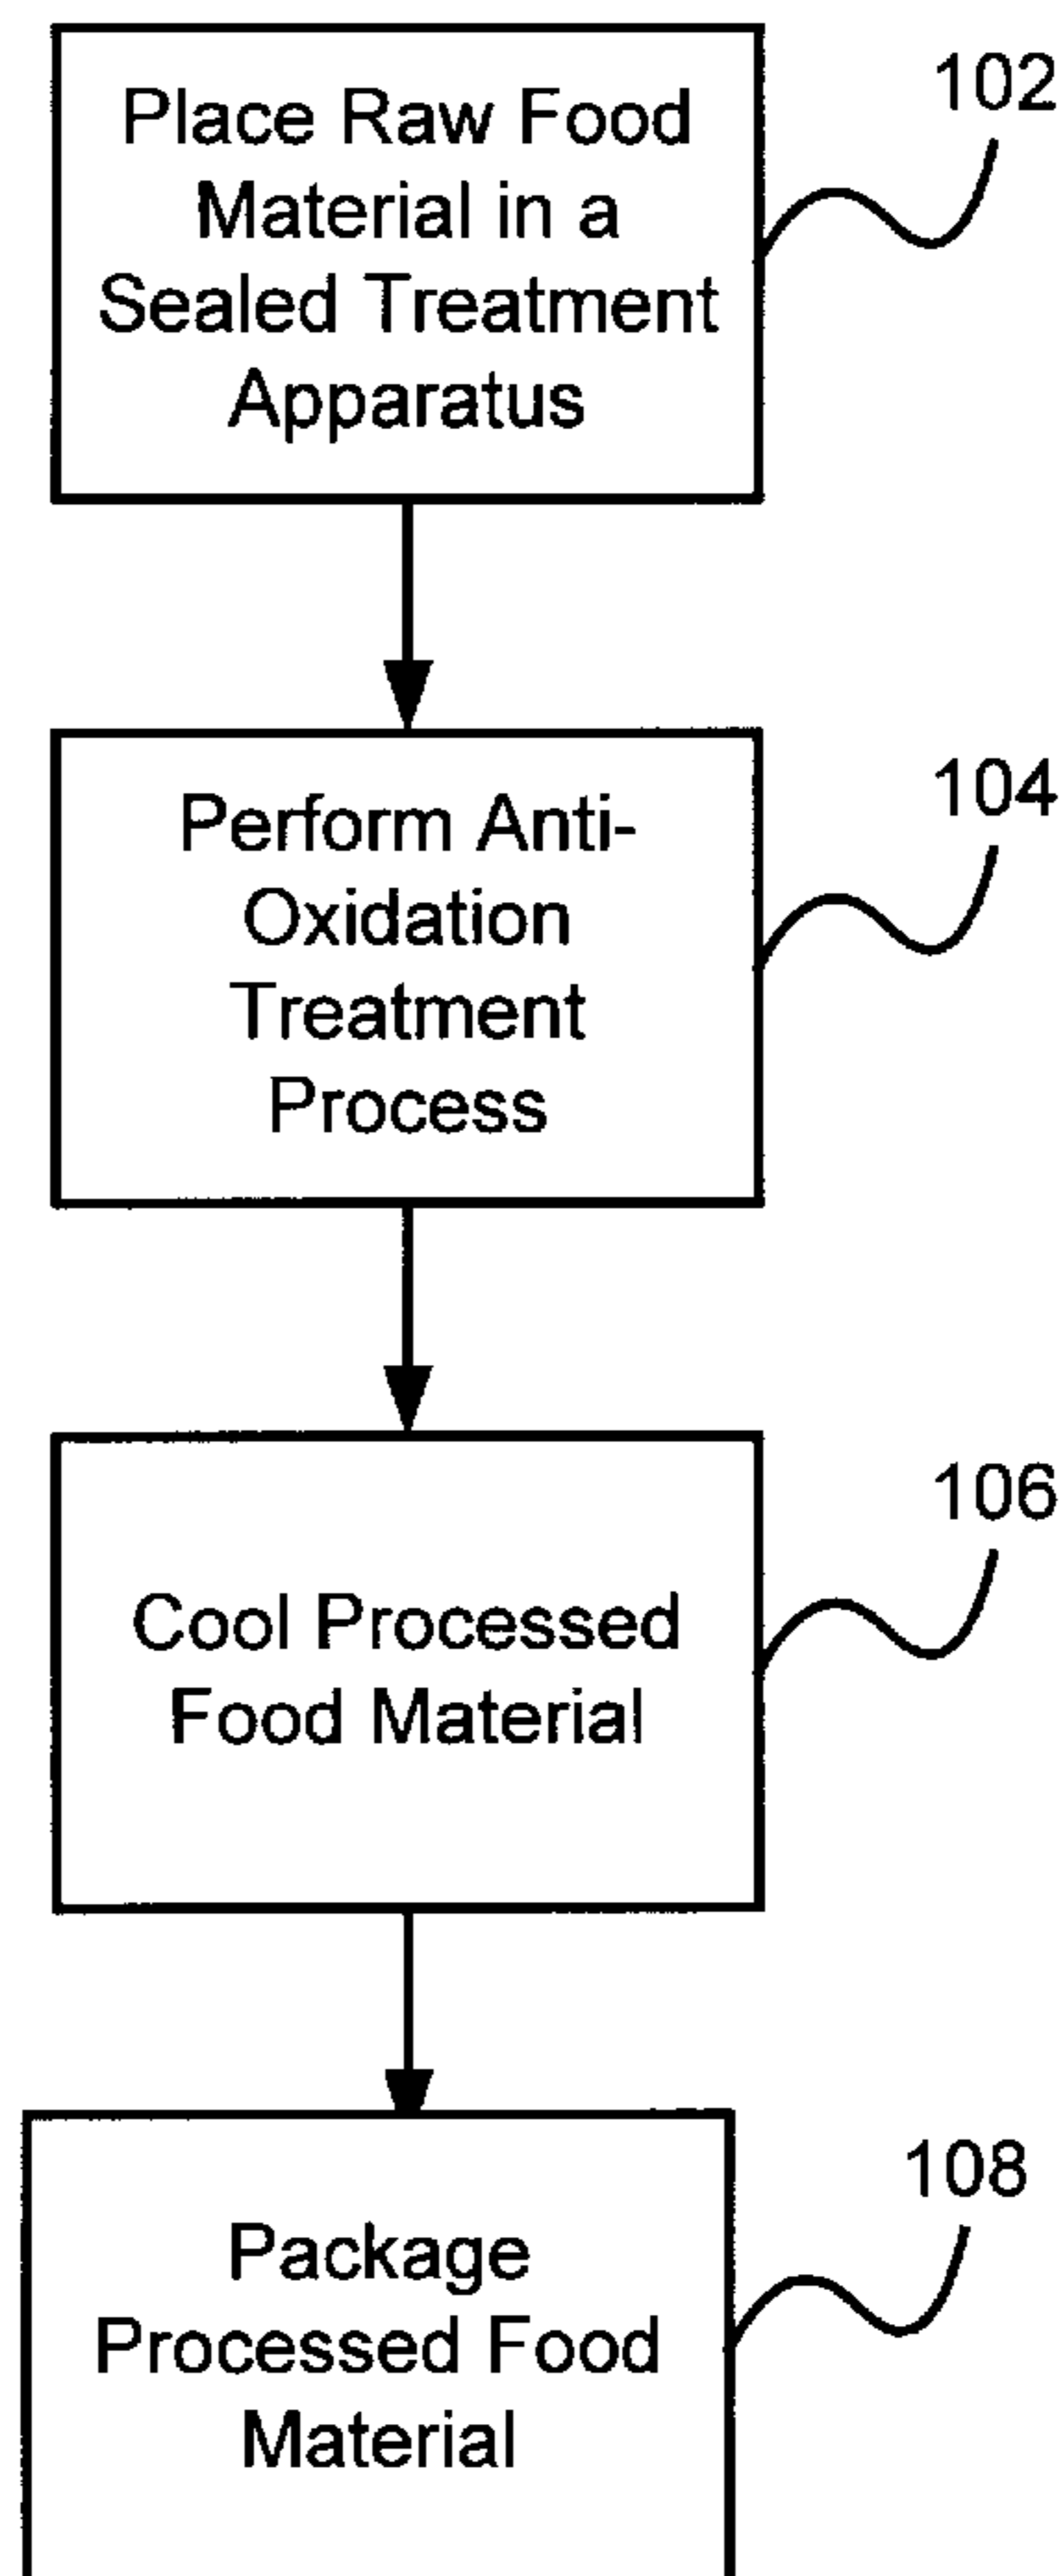 Place Raw Food
Material in a
Sealed Treatment
Apparatus
102
Perform Anti-
Oxidation
Treatment
Process
104
Cool Processed
Food Material
106
Package
Processed Food
Material
108